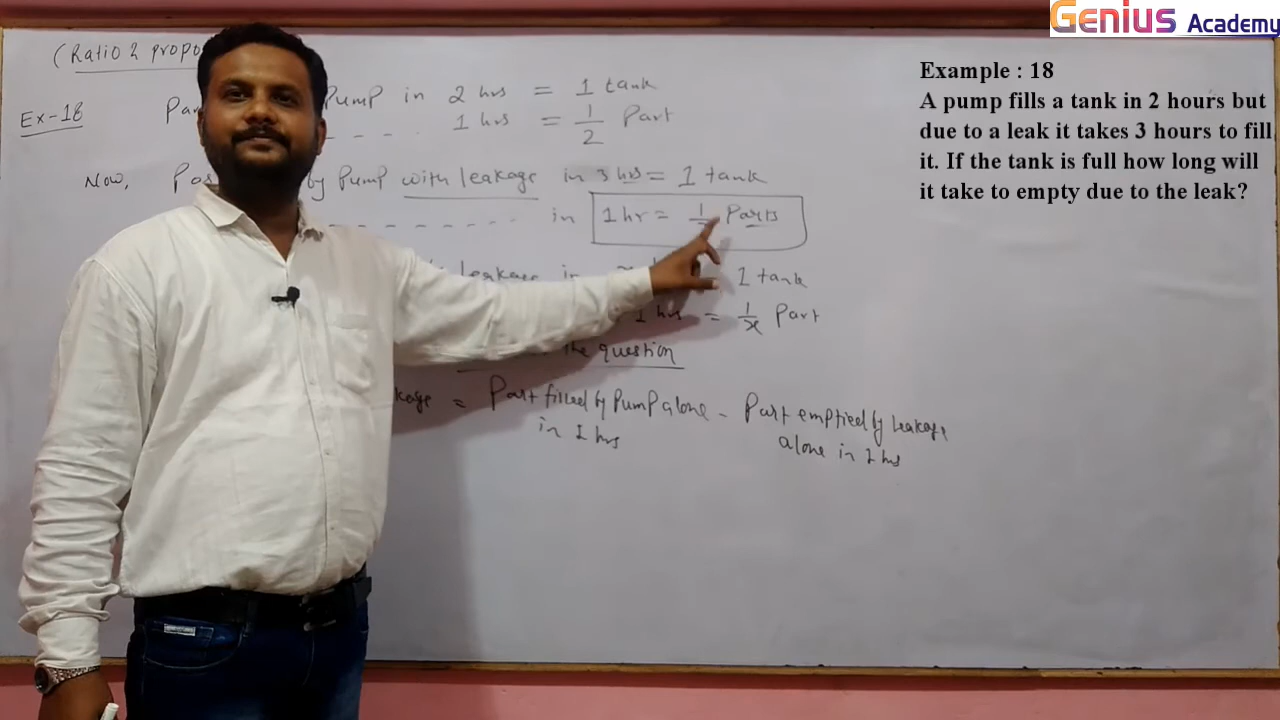 Genius Academy
Example : 18
A pump fills a tank in 2 hours but
due to a leak it takes 3 hours to fill
it. If the tank is full how long will
it take to empty due to the leak?
(Ratio & propo
Ex-18
Pump in 2 hrs = 1 tank
1 hrs = 1/2 Part
Now, by Pump with leakage in 3 hrs = 1 tank
in 1 hr = Parts
leakage in 1 tank
1 hrs = 1/x Part
the question
= Part filled by Pump alone - Part emptied by leakage
in 1 hrs alone in 1 hrs